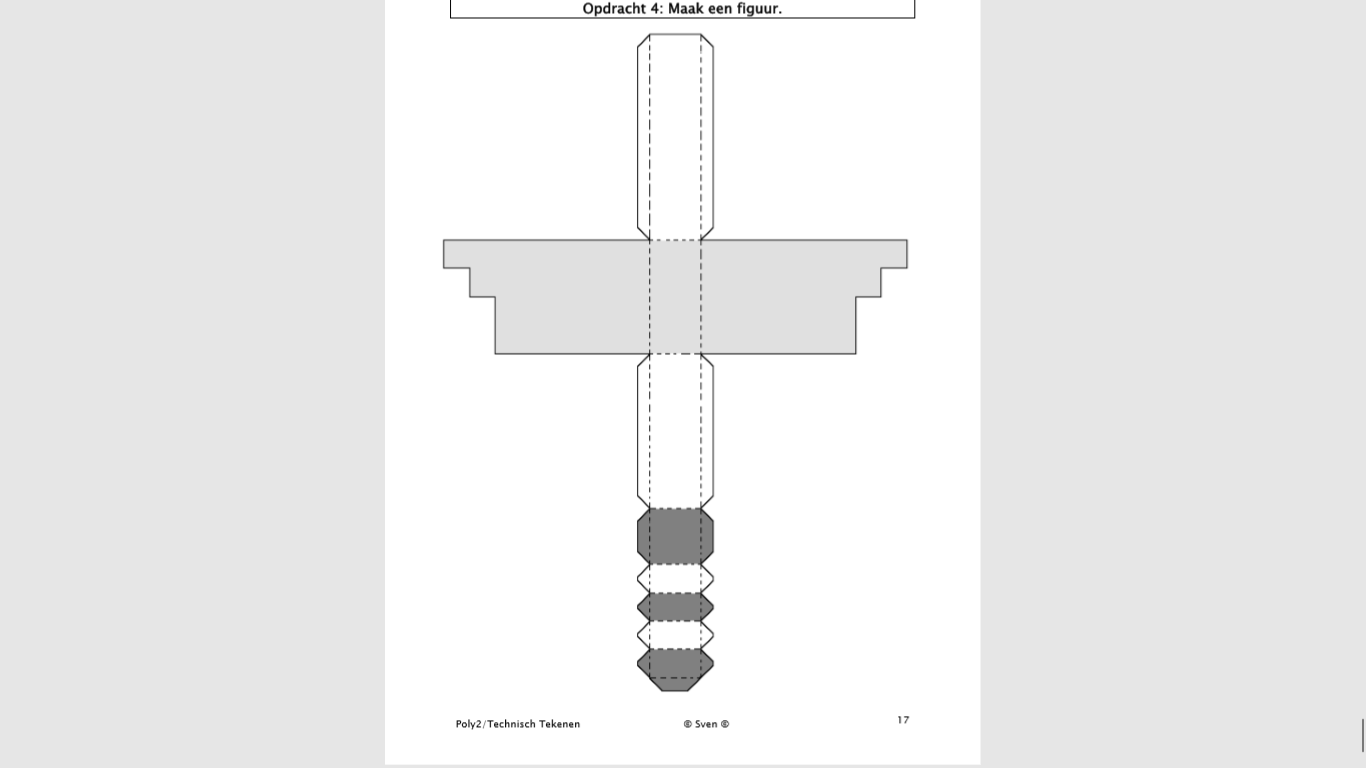 Opdracht 4: Maak een figuur.
Poly2/Technisch Tekenen
® Sven ®
17